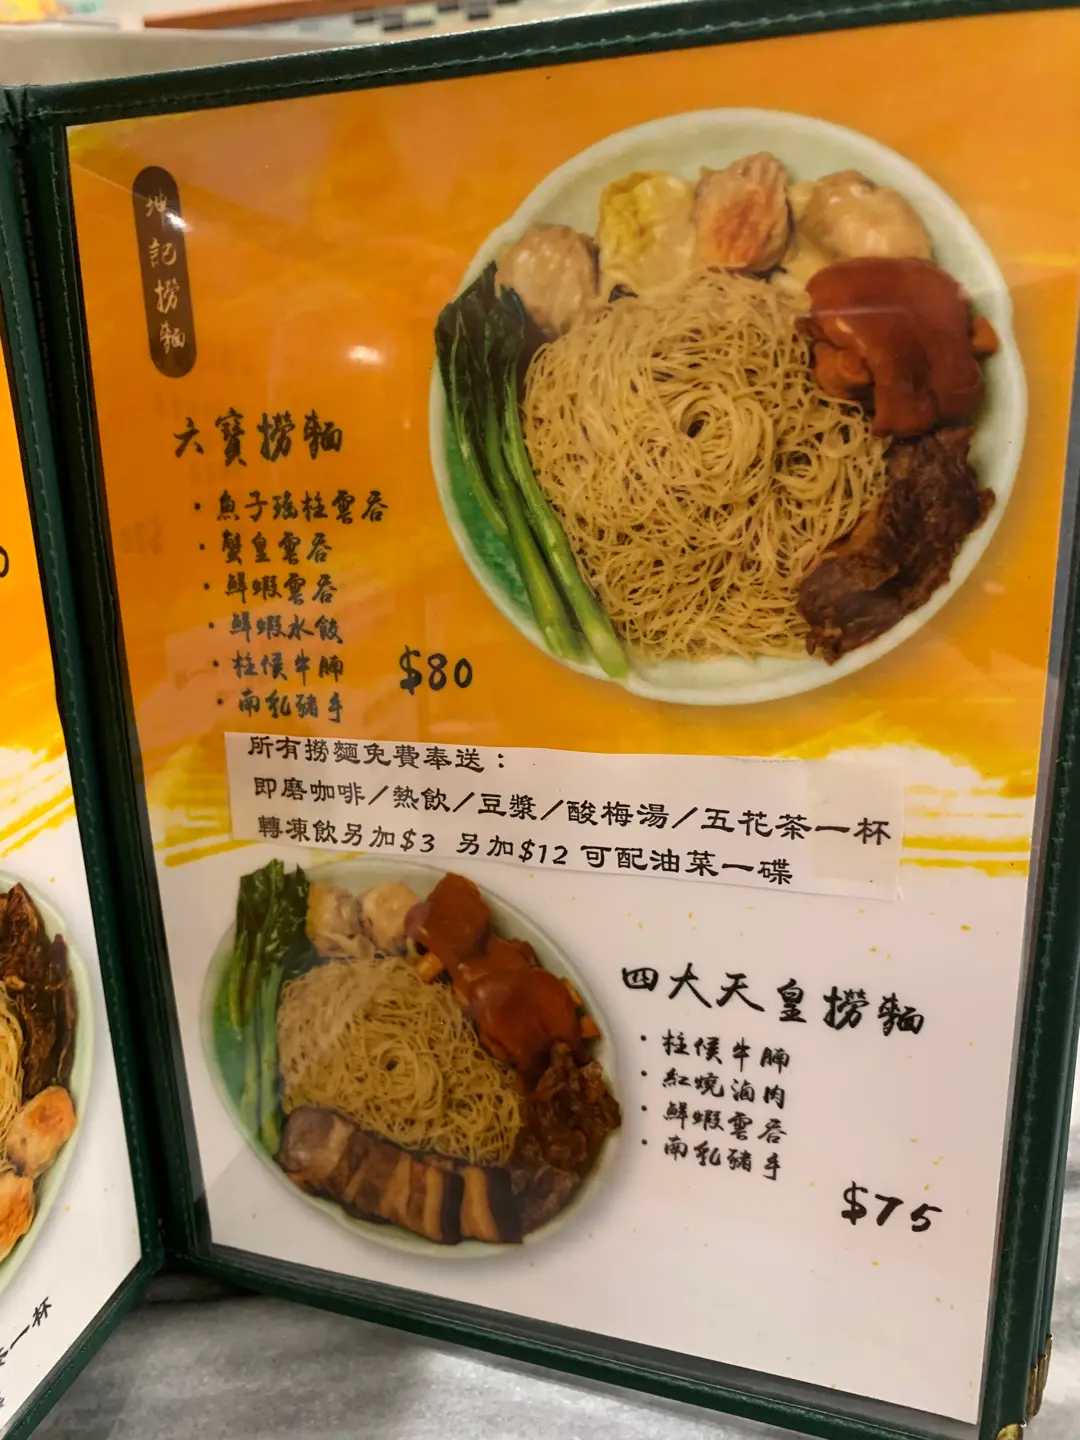 坤記撈麵
六寶撈麵
· 魚子瑤柱雲吞
· 蟹皇雲吞
· 鮮蝦雲吞
· 鮮蝦水餃
· 柱侯牛腩
· 南乳豬手
$80
所有撈麵免費奉送：
即磨咖啡/熱飲/豆漿/酸梅湯/五花茶一杯
轉凍飲另加$3 另加$12可配油菜一碟
四大天皇撈麵
· 柱侯牛腩
· 紅燒滷肉
· 鮮蝦雲吞
· 南乳豬手
$75
一杯